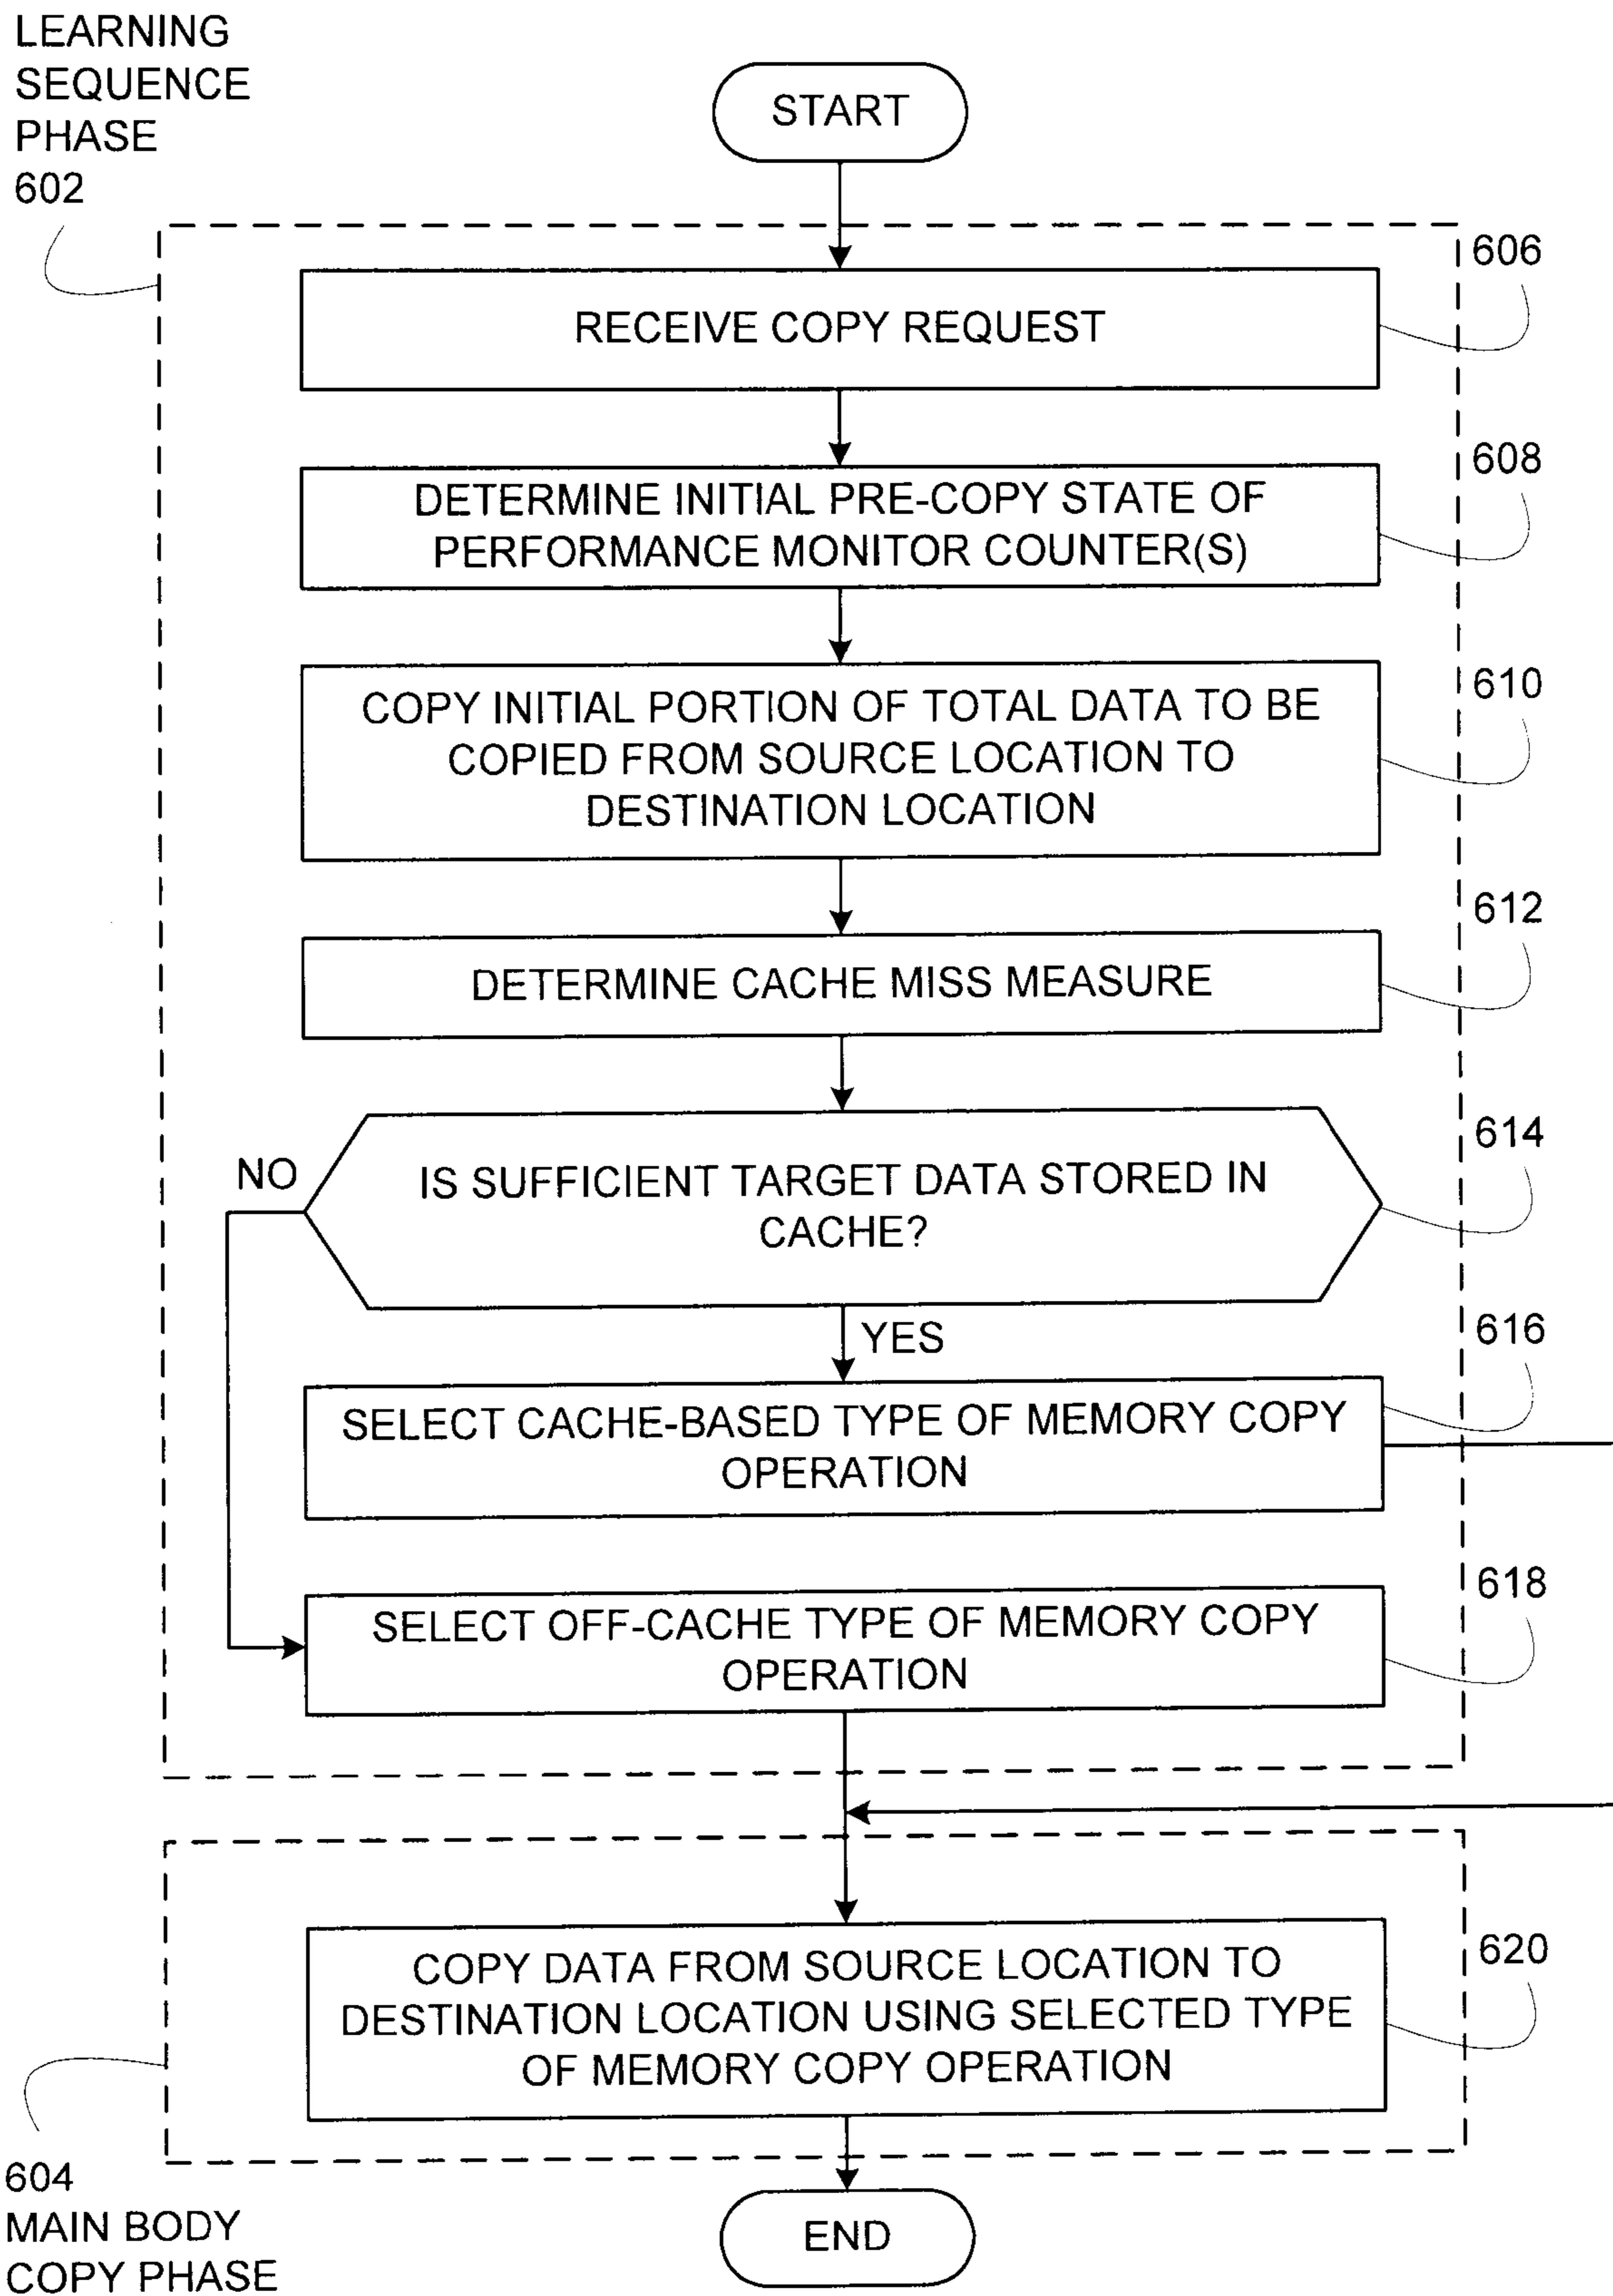 LEARNING
SEQUENCE
PHASE
602
START
606
RECEIVE COPY REQUEST
608
DETERMINE INITIAL PRE-COPY STATE OF
PERFORMANCE MONITOR COUNTER(S)
610
COPY INITIAL PORTION OF TOTAL DATA TO BE
COPIED FROM SOURCE LOCATION TO
DESTINATION LOCATION
612
DETERMINE CACHE MISS MEASURE
614
NO
IS SUFFICIENT TARGET DATA STORED IN
CACHE?
YES
616
SELECT CACHE-BASED TYPE OF MEMORY COPY
OPERATION
618
SELECT OFF-CACHE TYPE OF MEMORY COPY
OPERATION
620
COPY DATA FROM SOURCE LOCATION TO
DESTINATION LOCATION USING SELECTED TYPE
OF MEMORY COPY OPERATION
604
MAIN BODY
COPY PHASE
END